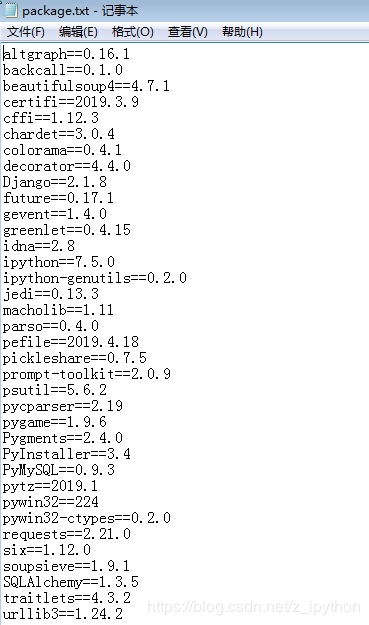 package.txt - 记事本
文件(F) 编辑(E) 格式(O) 查看(V) 帮助(H)
altgraph==0.16.1
backcall==0.1.0
beautifulsoup4==4.7.1
certifi==2019.3.9
cffi==1.12.3
chardet==3.0.4
colorama==0.4.1
decorator==4.4.0
Django==2.1.8
future==0.17.1
gevent==1.4.0
greenlet==0.4.15
idna==2.8
ipython==7.5.0
ipython-genutils==0.2.0
jedi==0.13.3
macholib==1.11
parso==0.4.0
pefile==2019.4.18
pickleshare==0.7.5
prompt-toolkit==2.0.9
psutil==5.6.2
pycparser==2.19
pygame==1.9.6
Pygments==2.4.0
PyInstaller==3.4
PyMySQL==0.9.3
pytz==2019.1
pywin32==224
pywin32-ctypes==0.2.0
requests==2.21.0
six==1.12.0
soupsieve==1.9.1
SQLAlchemy==1.3.5
traitlets==4.3.2
https://blog.csdn.net/z_ipython
urllib3==1.24.2